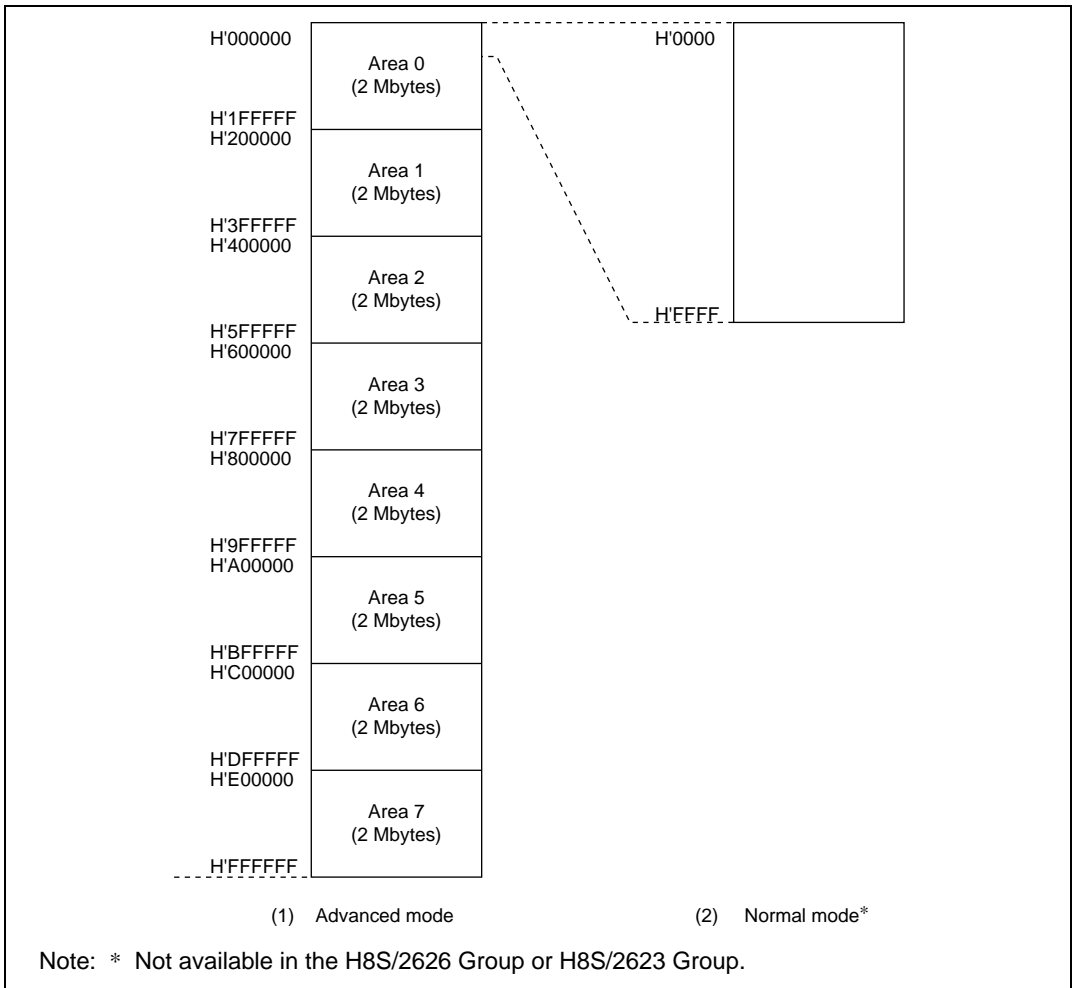 H'000000
Area 0
(2 Mbytes)
H'1FFFFF
H'200000
Area 1
(2 Mbytes)
H'3FFFFF
H'400000
Area 2
(2 Mbytes)
H'5FFFFF
H'600000
Area 3
(2 Mbytes)
H'7FFFFF
H'800000
Area 4
(2 Mbytes)
H'9FFFFF
H'A00000
Area 5
(2 Mbytes)
H'BFFFFF
H'C00000
Area 6
(2 Mbytes)
H'DFFFFF
H'E00000
Area 7
(2 Mbytes)
H'FFFFFF
(1) Advanced mode
H'0000
H'FFFF
(2) Normal mode*
Note: * Not available in the H8S/2626 Group or H8S/2623 Group.